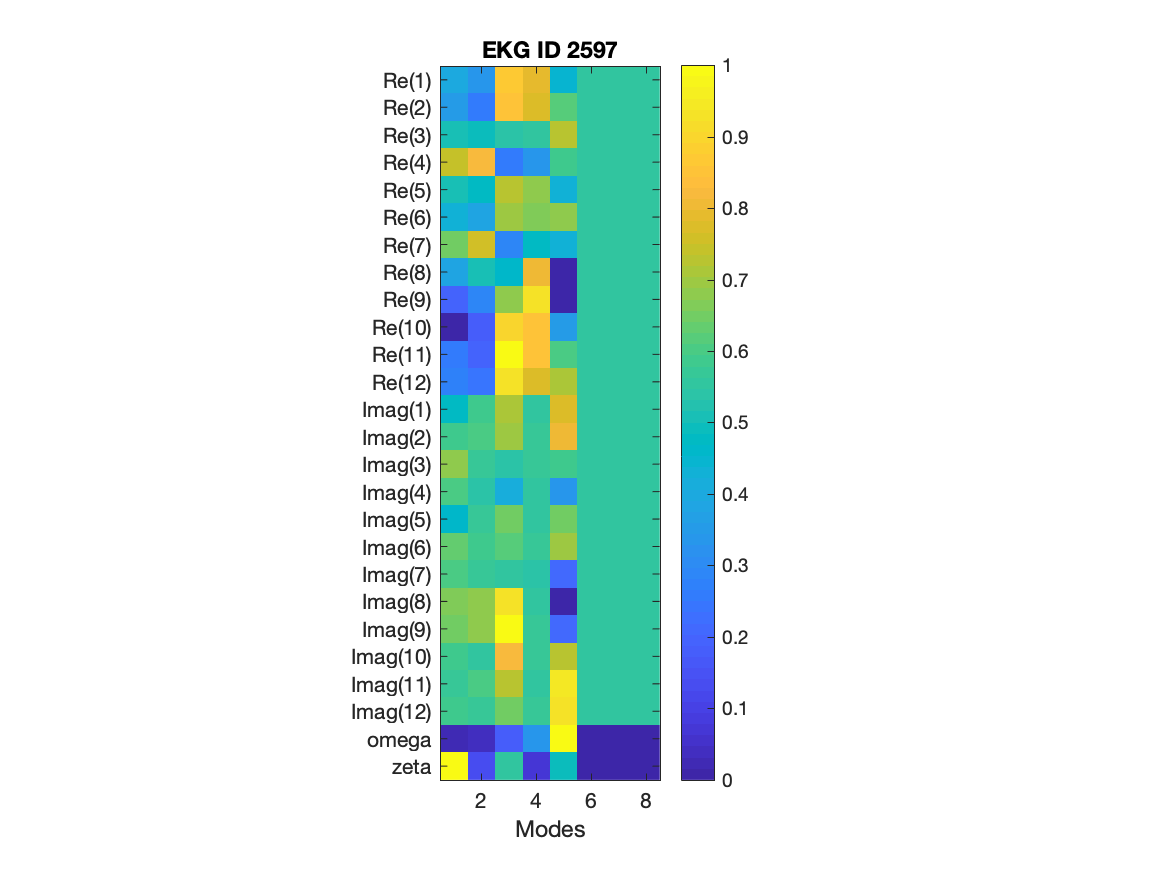 EKG ID 2597
Re(1)
Re(2)
Re(3)
Re(4)
Re(5)
Re(6)
Re(7)
Re(8)
Re(9)
Re(10)
Re(11)
Re(12)
Imag(1)
Imag(2)
Imag(3)
Imag(4)
Imag(5)
Imag(6)
Imag(7)
Imag(8)
Imag(9)
Imag(10)
Imag(11)
Imag(12)
omega
zeta
2 4 6 8
Modes
1
0.9
0.8
0.7
0.6
0.5
0.4
0.3
0.2
0.1
0